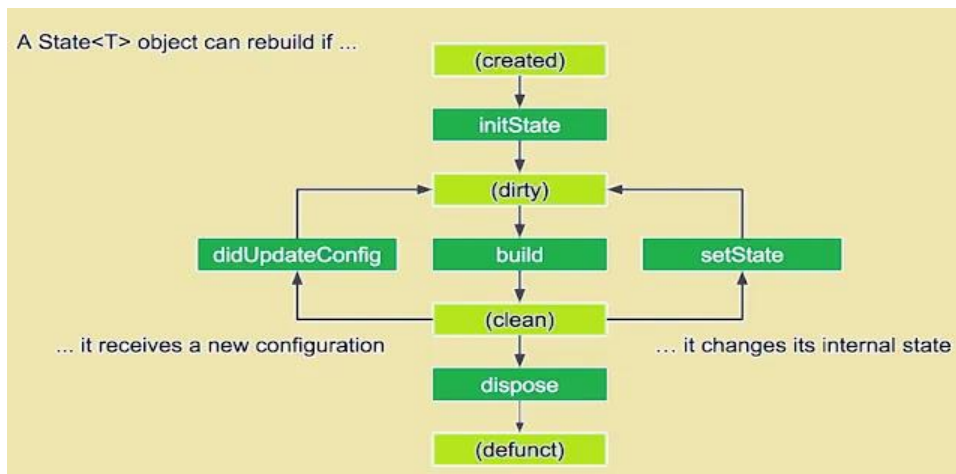 A State<T> object can rebuild if ...
(created)
initState
(dirty)
didUpdateConfig
build
setState
(clean)
... it receives a new configuration
... it changes its internal state
dispose
(defunct)